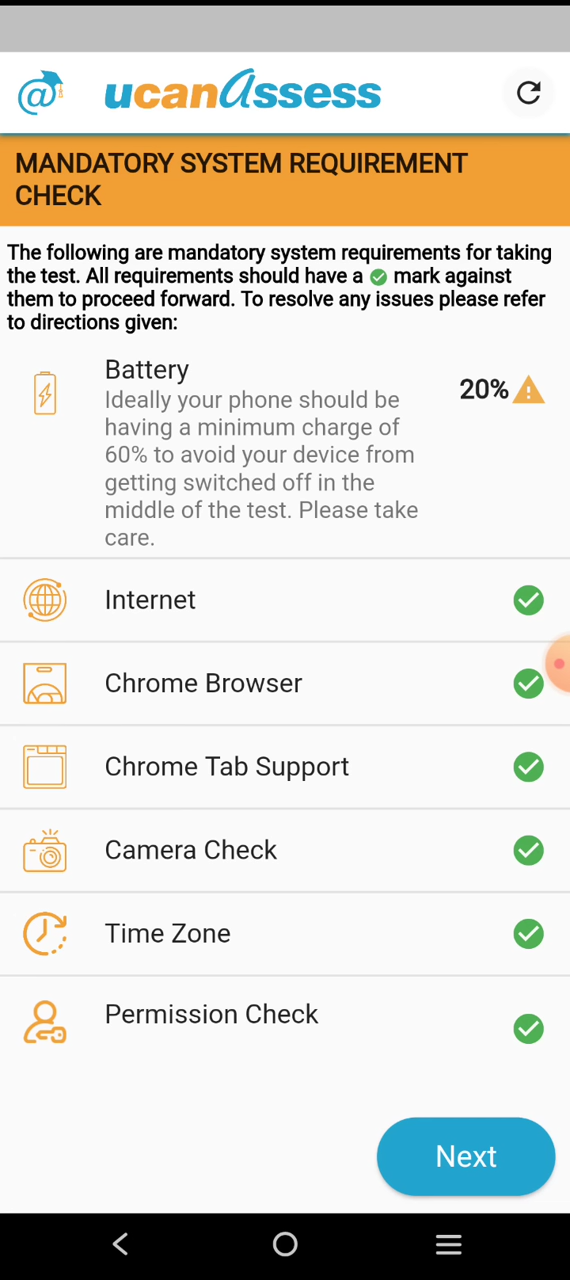 @ ucanAssess
MANDATORY SYSTEM REQUIREMENT
CHECK
The following are mandatory system requirements for taking
the test. All requirements should have a mark against
them to proceed forward. To resolve any issues please refer
to directions given:
Battery
20%
Ideally your phone should be
having a minimum charge of
60% to avoid your device from
getting switched off in the
middle of the test. Please take
care.
Internet
Chrome Browser
Chrome Tab Support
Camera Check
Time Zone
Permission Check
Next